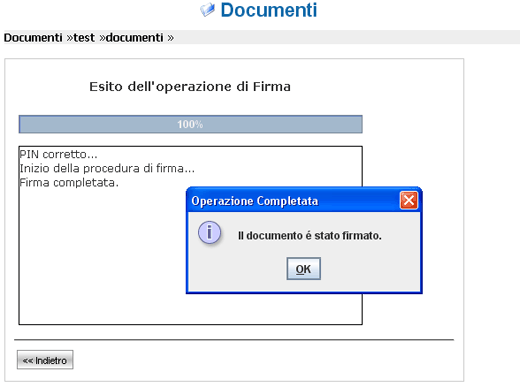 Documenti
Documenti »test »documenti »
Esito dell'operazione di Firma
100%
PIN corretto...
Inizio della procedura di firma...
Firma completata.
Operazione Completata
Il documento é stato firmato.
OK
<< Indietro